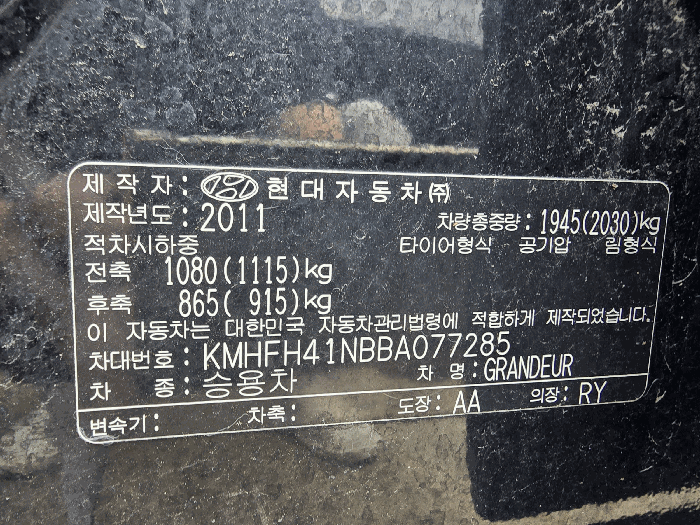 제 작 자 : 현대자동차㈜
제작년도 : 2011 차량총중량 : 1945(2030)kg
적차시하중 타이어형식 공기압 림형식
전축 1080(1115)kg
후축 865( 915)kg
이 자동차는 대한민국 자동차관리법령에 적합하게 제작되었습니다.
차대번호 : KMHFH41NBBA077285
차 종 : 승용차 차 명 : GRANDEUR
변속기 : 차축 : 도장 : AA 의장 : RY